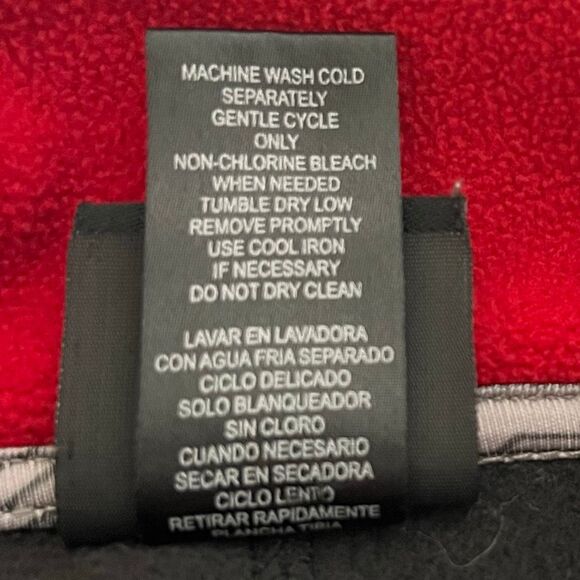 MACHINE WASH COLD
SEPARATELY
GENTLE CYCLE
ONLY
NON-CHLORINE BLEACH
WHEN NEEDED
TUMBLE DRY LOW
REMOVE PROMPTLY
USE COOL IRON
IF NECESSARY
DO NOT DRY CLEAN
LAVAR EN LAVADORA
CON AGUA FRIA SEPARADO
CICLO DELICADO
SOLO BLANQUEADOR
SIN CLORO
CUANDO NECESARIO
SECAR EN SECADORA
CICLO LENTO
RETIRAR RAPIDAMENTE
PLANCHA TIBIA